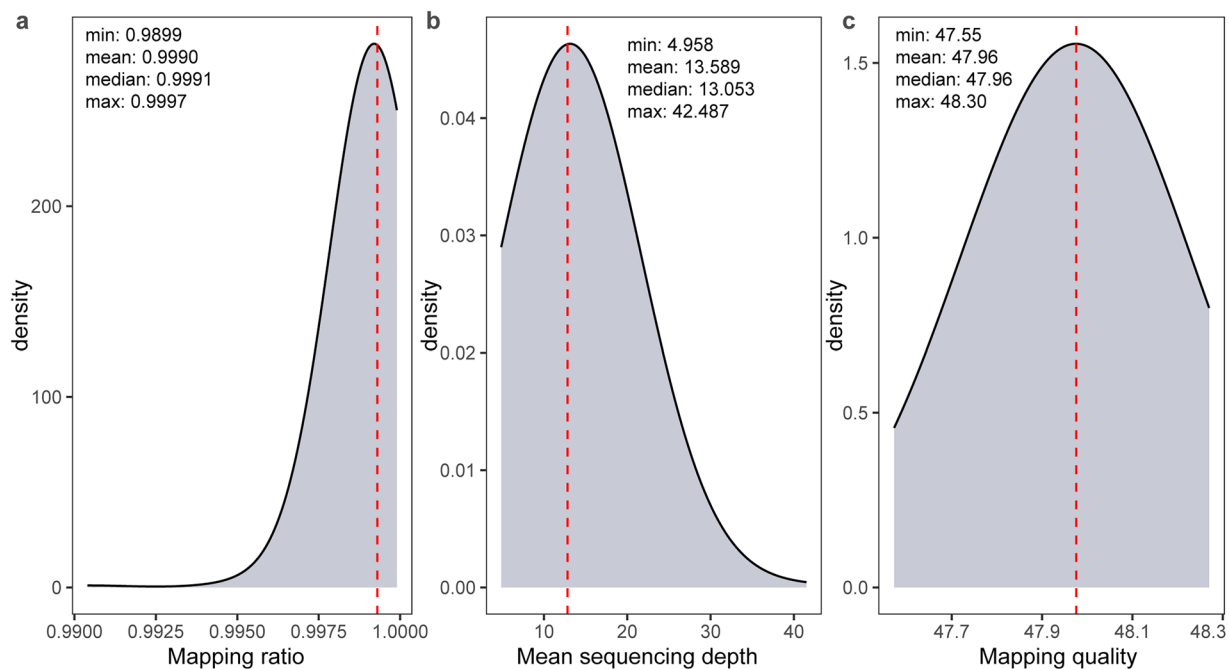 a
min: 0.9899
mean: 0.9990
median: 0.9991
max: 0.9997
density
200
100
0
0.9900
0.9925
0.9950
0.9975
1.0000
Mapping ratio
b
min: 4.958
mean: 13.589
median: 13.053
max: 42.487
density
0.04
0.03
0.02
0.01
0.00
10
20
30
40
Mean sequencing depth
c
min: 47.55
mean: 47.96
median: 47.96
max: 48.30
density
1.5
1.0
0.5
0.0
47.7
47.9
48.1
48.3
Mapping quality